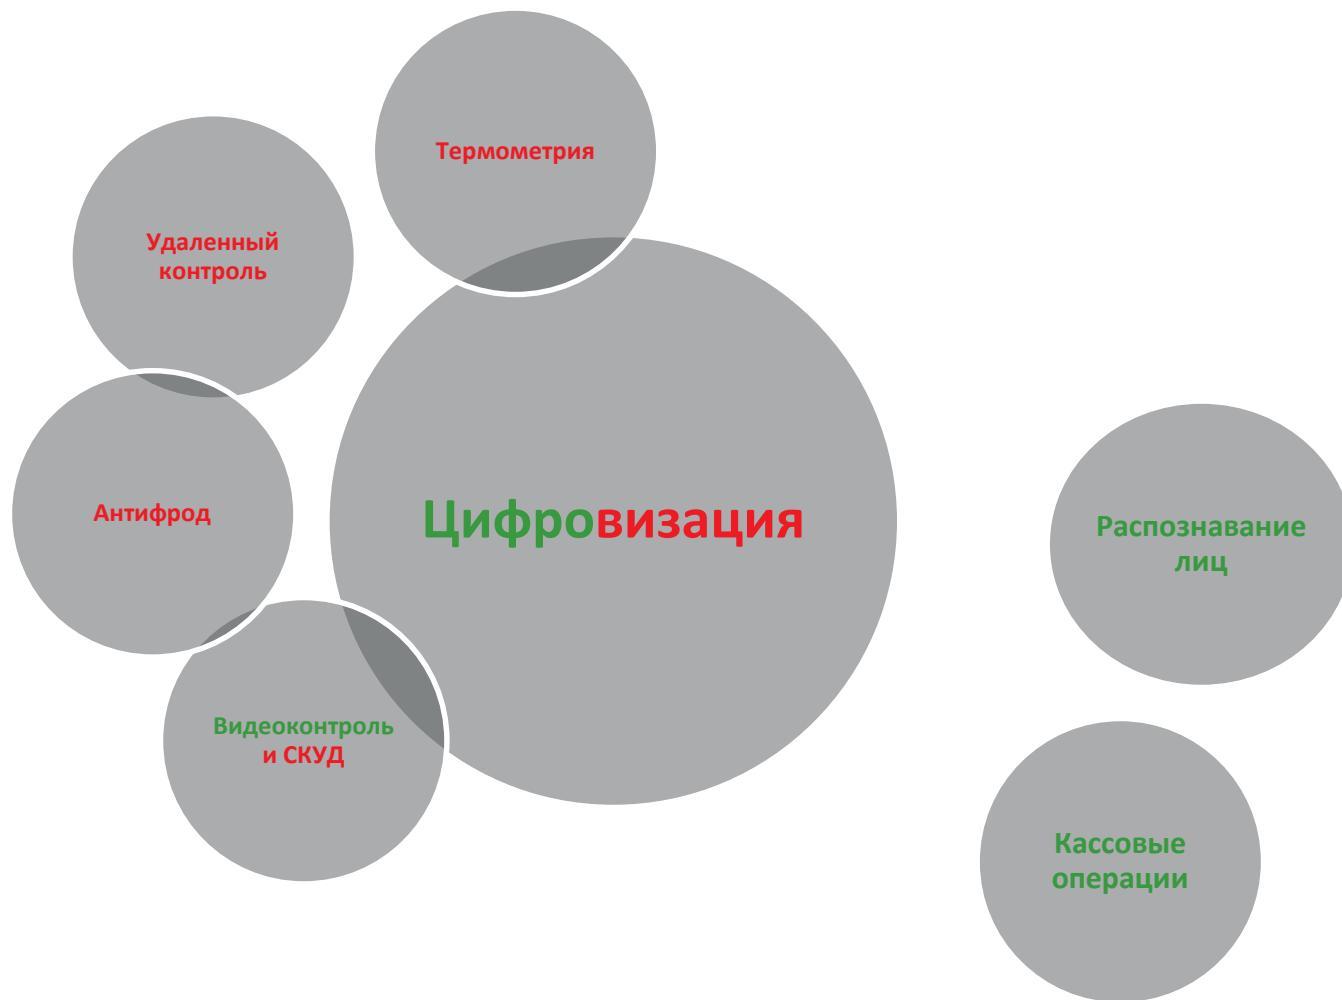 Термометрия
Удаленный
контроль
Антифрод
Цифровизация
Распознавание
лиц
Видеоконтроль
и СКУД
Кассовые
операции